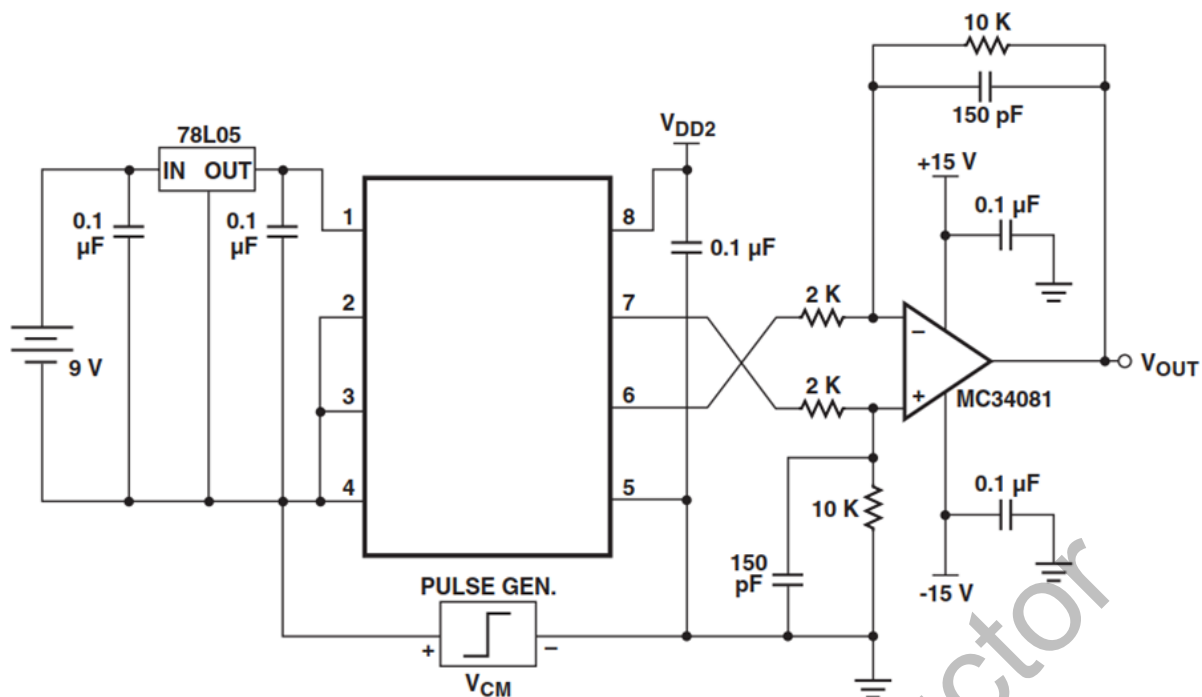 10 K
150 pF
78L05
IN OUT
VDD2
+15 V
0.1 µF
0.1 µF
0.1 µF
1
8
0.1 µF
9 V
2
7
2 K
3
6
2 K
–
+
MC34081
VOUT
4
5
10 K
0.1 µF
150 pF
-15 V
PULSE GEN.
+
–
VCM